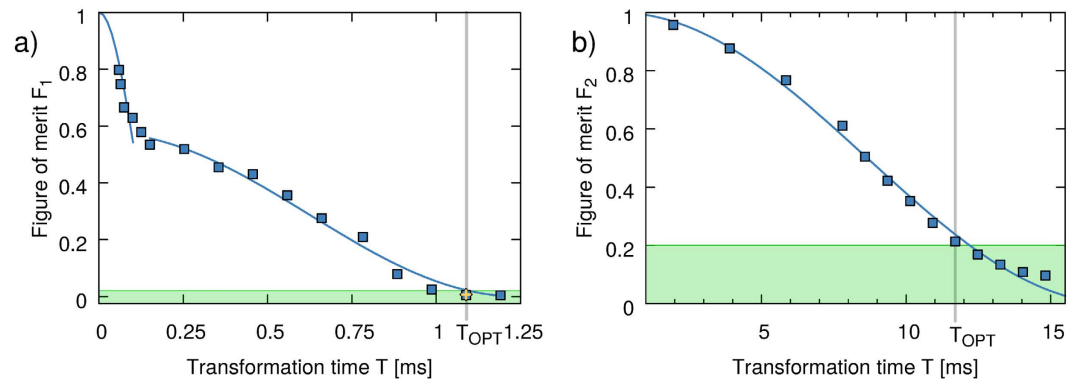 a)
Figure of merit F1
1
0.8
0.6
0.4
0.2
0
0 0.25 0.5 0.75 1 TOPT 1.25
Transformation time T [ms]
b)
Figure of merit F2
1
0.8
0.6
0.4
0.2
0
5 10 TOPT 15
Transformation time T [ms]